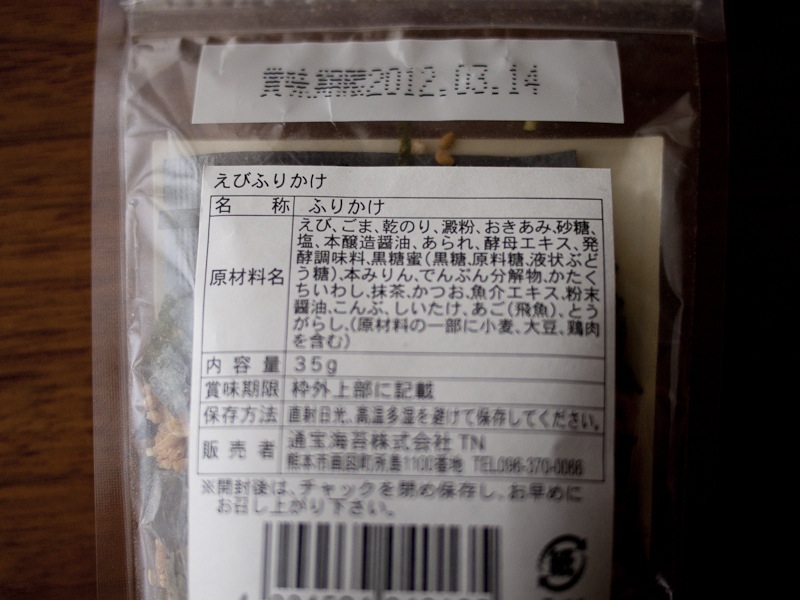 賞味期限2012.03.14
えびふりかけ
名 称 ふりかけ
原材料名 えび、ごま、乾のり、澱粉、おきあみ、砂糖、
塩、本醸造醤油、あられ、酵母エキス、発
酵調味料、黒糖蜜（黒糖、原料糖、液状ぶど
う糖）、本みりん、でんぷん分解物、かたく
ちいわし、抹茶、かつお、魚介エキス、粉末
醤油、こんぶ、しいたけ、あご（飛魚）、とう
がらし、（原材料の一部に小麦、大豆、鶏肉
を含む）
内容量 35g
賞味期限 枠外上部に記載
保存方法 直射日光、高温多湿を避けて保存してください。
販売者 通宝海苔株式会社 TN
熊本市 1100番地 TEL096-370-0066
※開封後は、チャックを閉め保存し、お早めに
お召し上がり下さい。
紙